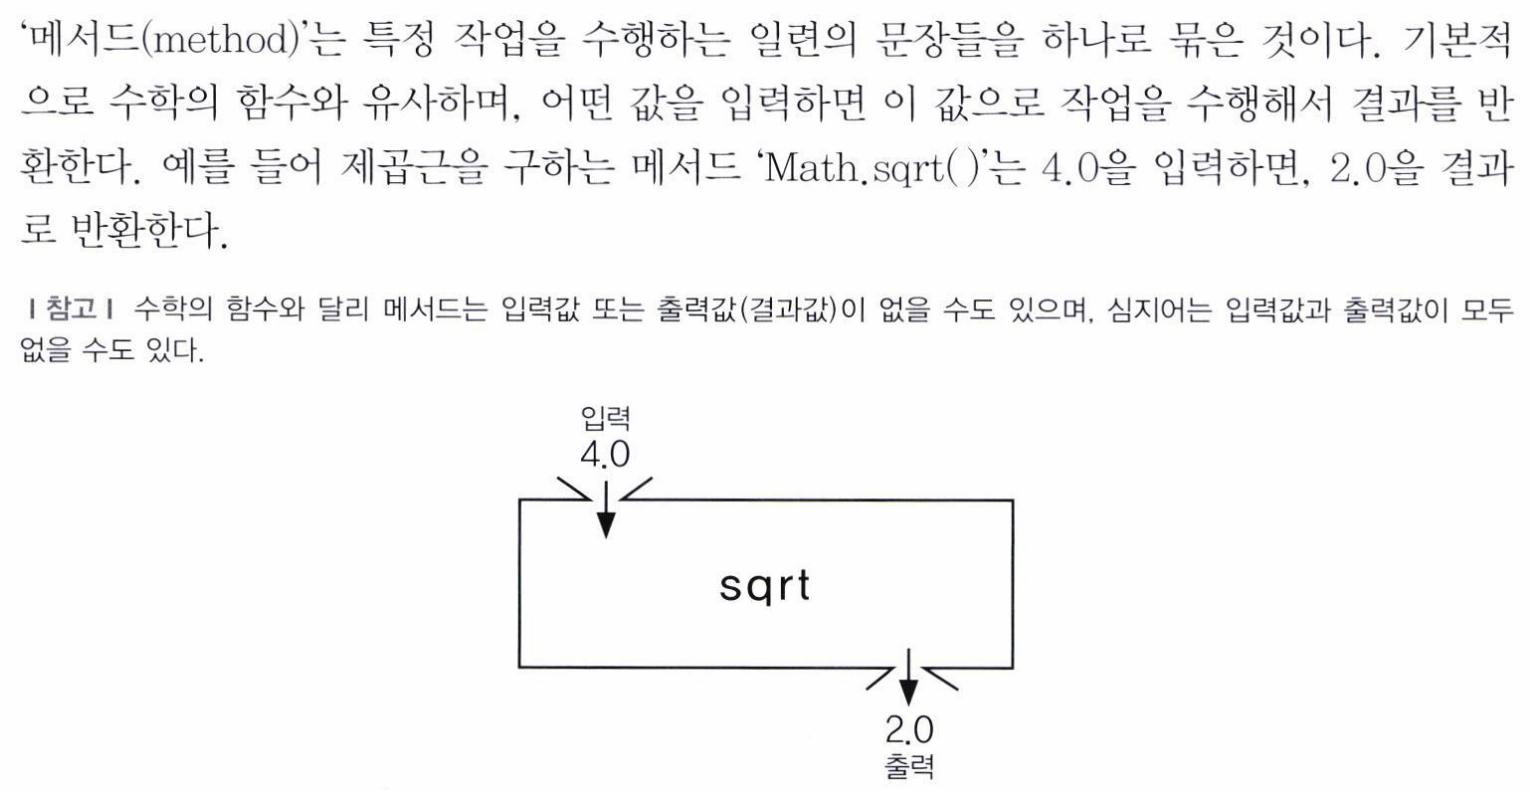 ‘메서드(method)’는 특정 작업을 수행하는 일련의 문장들을 하나로 묶은 것이다. 기본적
으로 수학의 함수와 유사하며, 어떤 값을 입력하면 이 값으로 작업을 수행해서 결과를 반
환한다. 예를 들어 제곱근을 구하는 메서드 ‘Math.sqrt()’는 4.0을 입력하면, 2.0을 결과
로 반환한다.
| 참고 | 수학의 함수와 달리 메서드는 입력값 또는 출력값(결과값)이 없을 수도 있으며, 심지어는 입력값과 출력값이 모두
없을 수도 있다.
입력
4.0
sqrt
2.0
출력